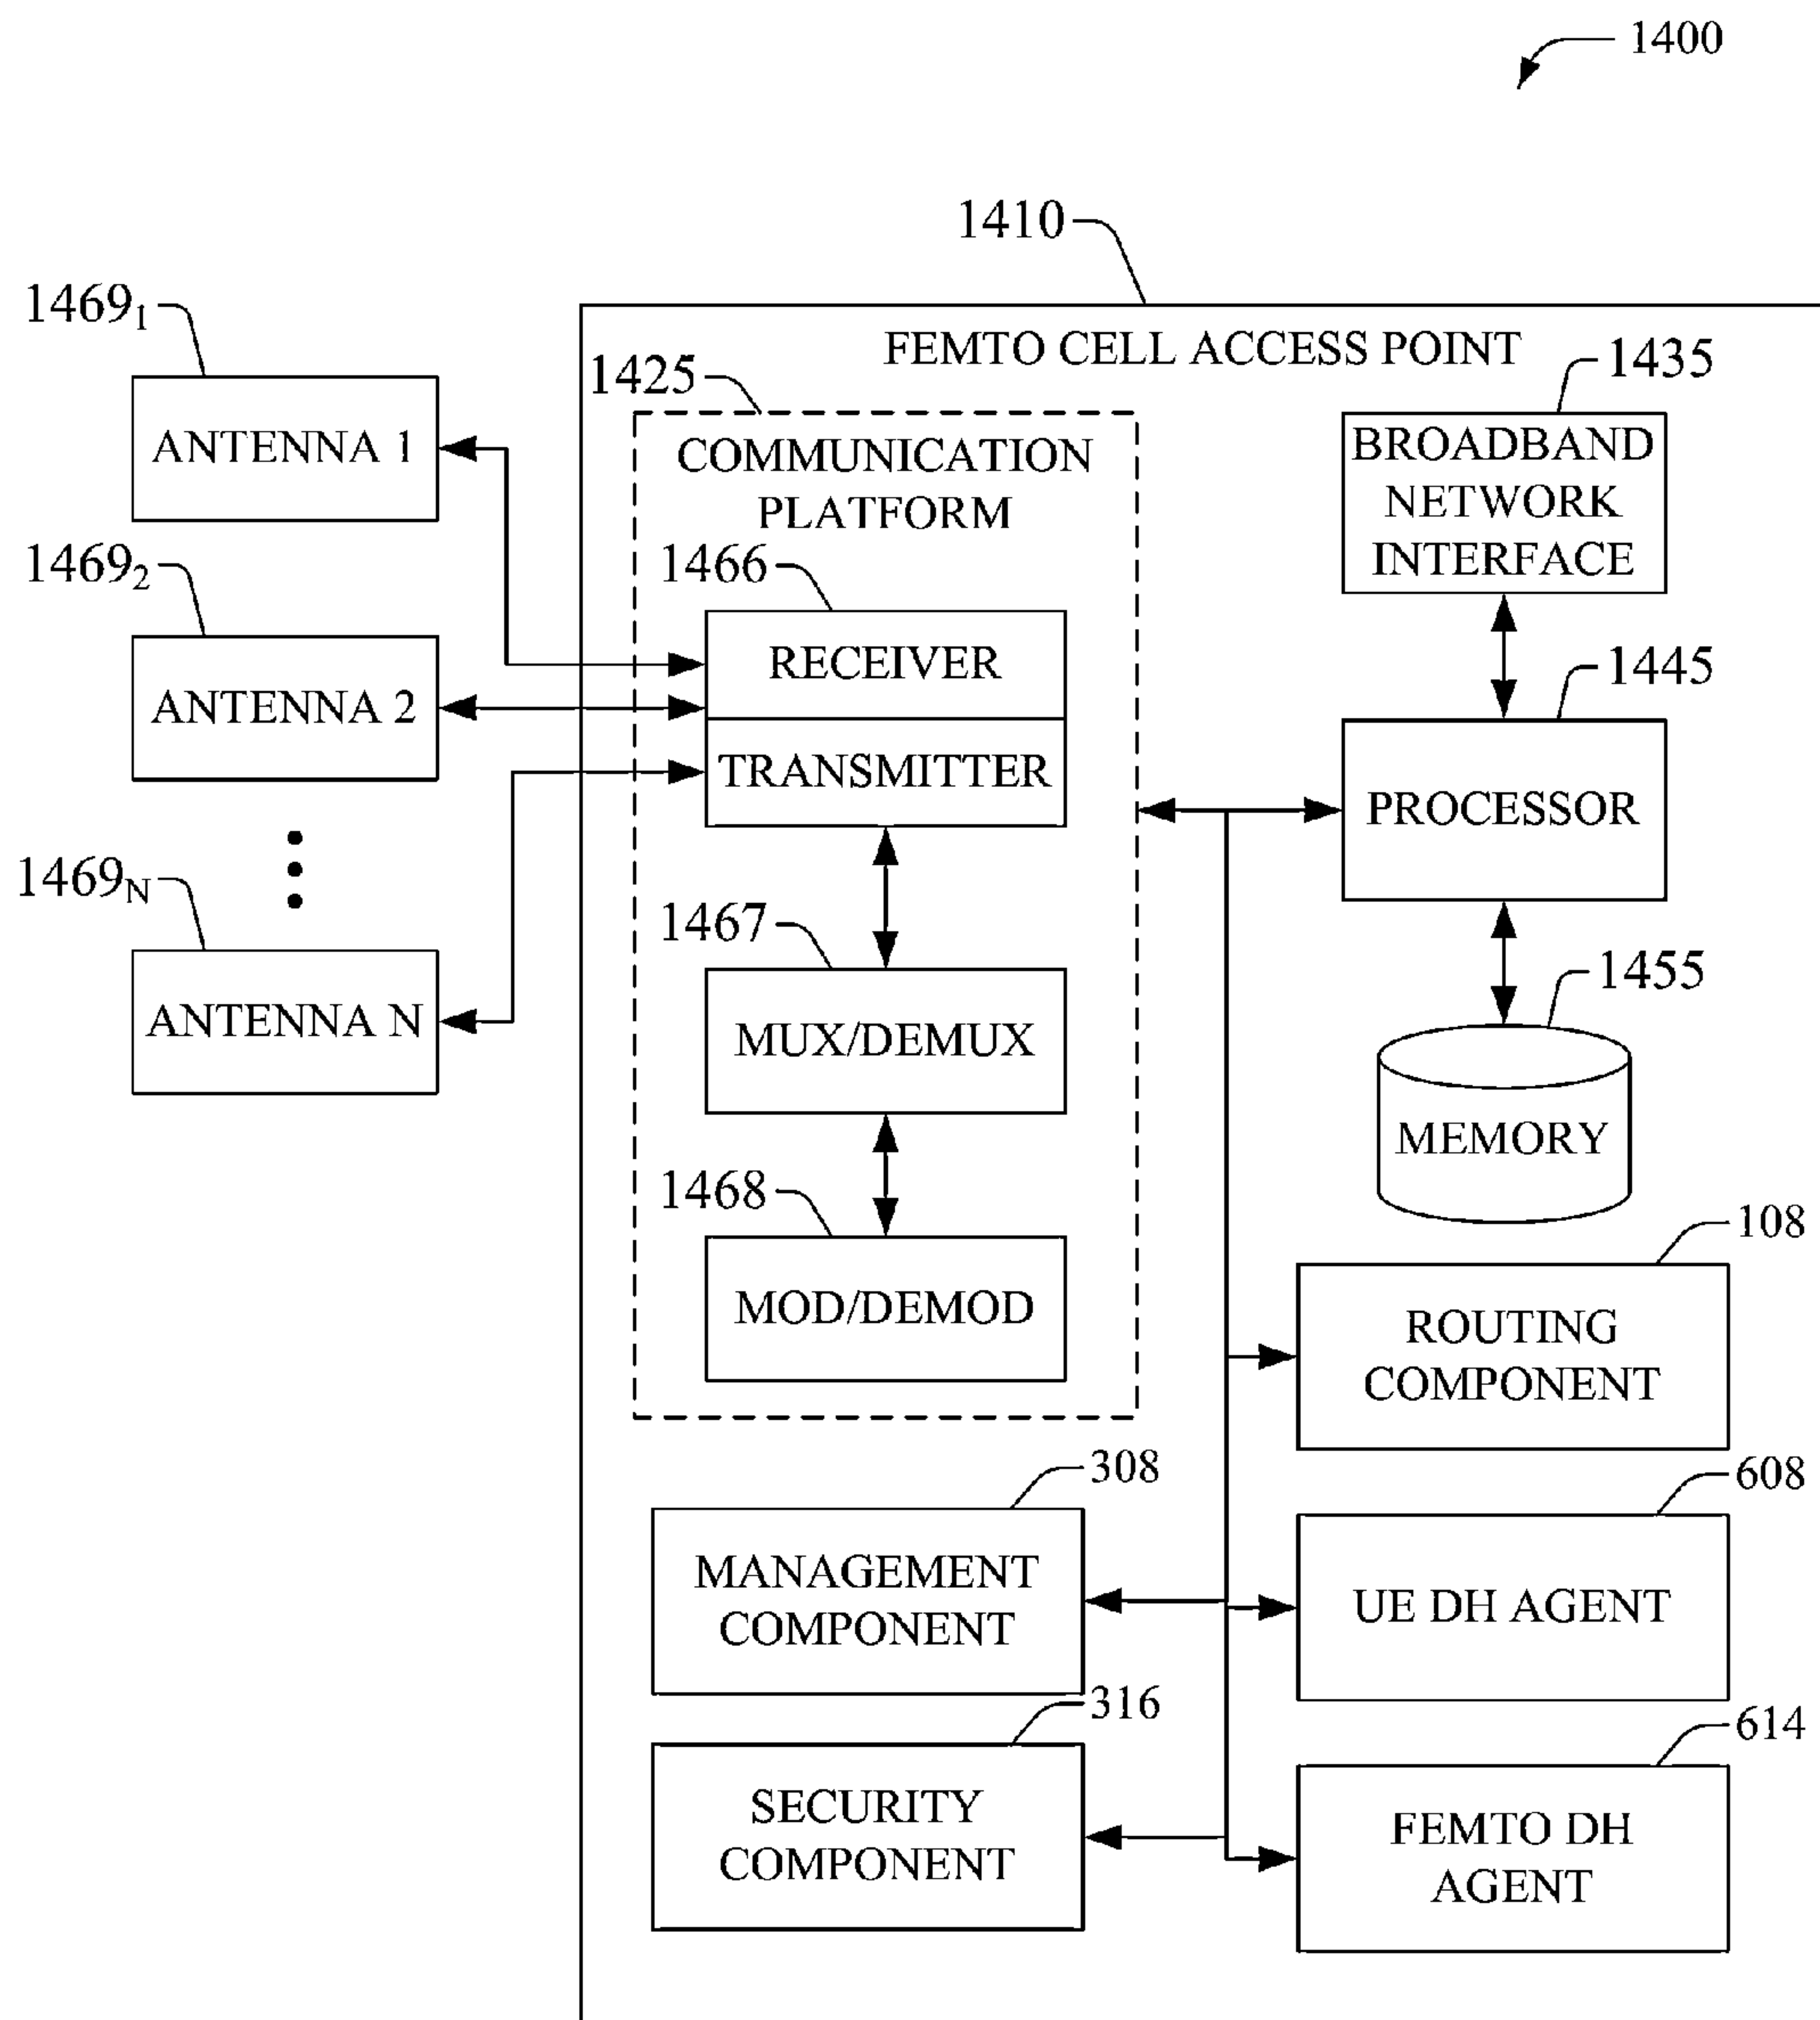 1400
1410
FEMTO CELL ACCESS POINT
1469₁
ANTENNA 1
1469₂
ANTENNA 2
1469N
ANTENNA N
1425
COMMUNICATION
PLATFORM
1466
RECEIVER
TRANSMITTER
1467
MUX/DEMUX
1468
MOD/DEMOD
1435
BROADBAND
NETWORK
INTERFACE
1445
PROCESSOR
1455
MEMORY
108
ROUTING
COMPONENT
308
MANAGEMENT
COMPONENT
608
UE DH AGENT
316
SECURITY
COMPONENT
614
FEMTO DH
AGENT